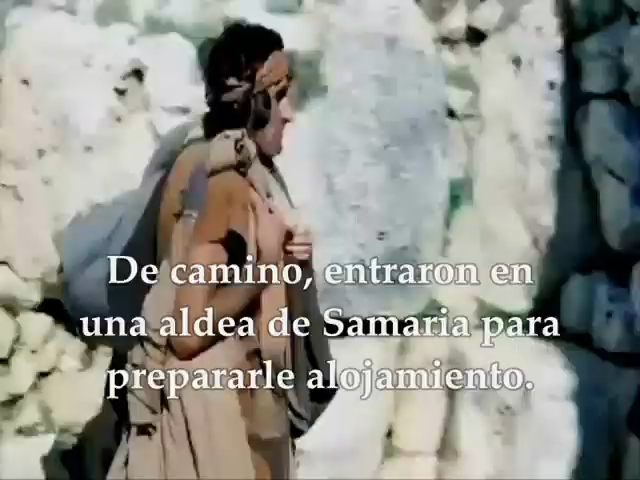 De camino, entraron en
una aldea de Samaria para
prepararle alojamiento.